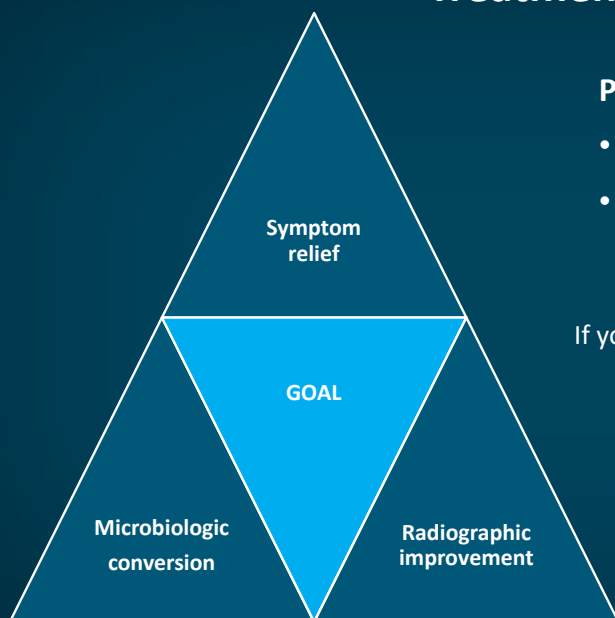 P
Symptom
relief
If yo
GOAL
Microbiologic
conversion
Radiographic
improvement